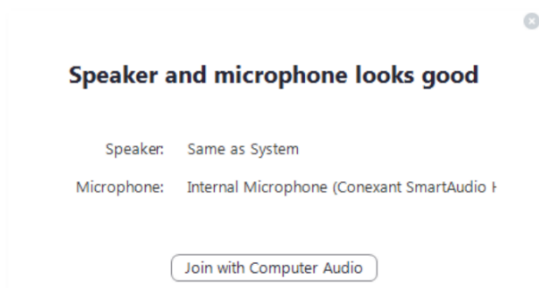 Speaker and microphone looks good
Speaker: Same as System
Microphone: Internal Microphone (Conexant SmartAudio
Join with Computer Audio